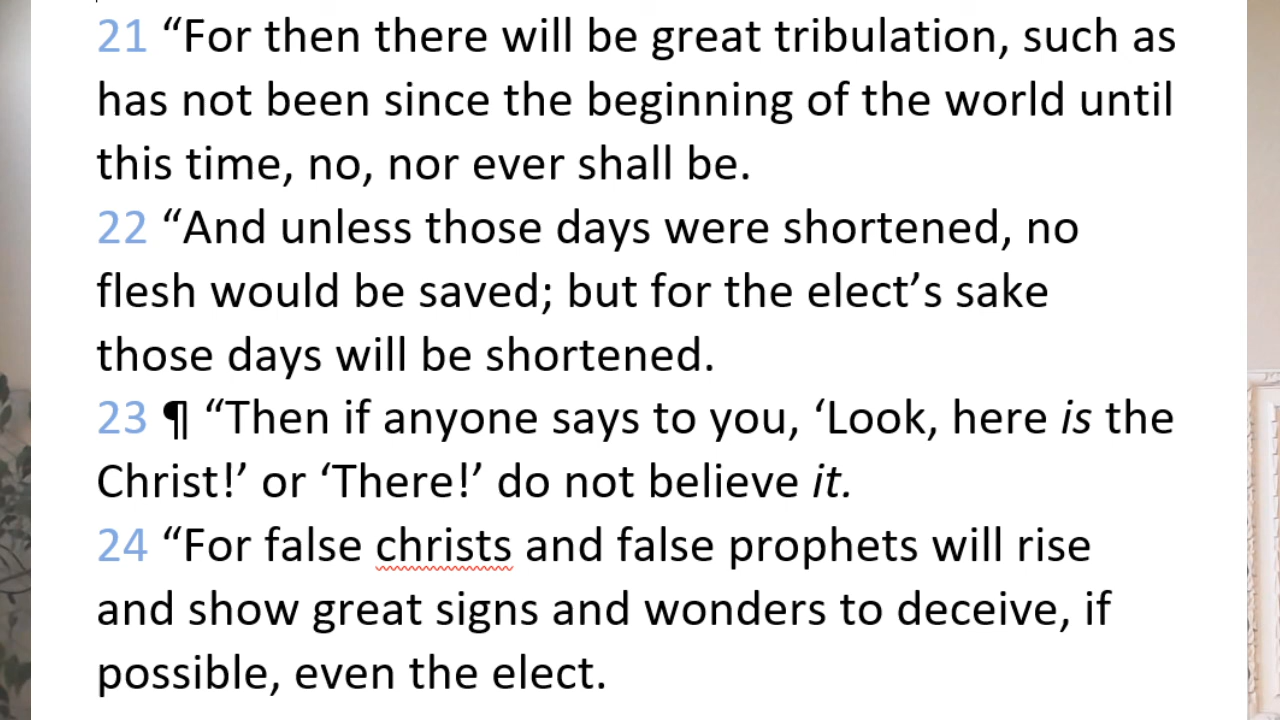 21 “For then there will be great tribulation, such as
has not been since the beginning of the world until
this time, no, nor ever shall be.
22 “And unless those days were shortened, no
flesh would be saved; but for the elect’s sake
those days will be shortened.
23 ¶ “Then if anyone says to you, ‘Look, here is the
Christ!’ or ‘There!’ do not believe it.
24 “For false christs and false prophets will rise
and show great signs and wonders to deceive, if
possible, even the elect.